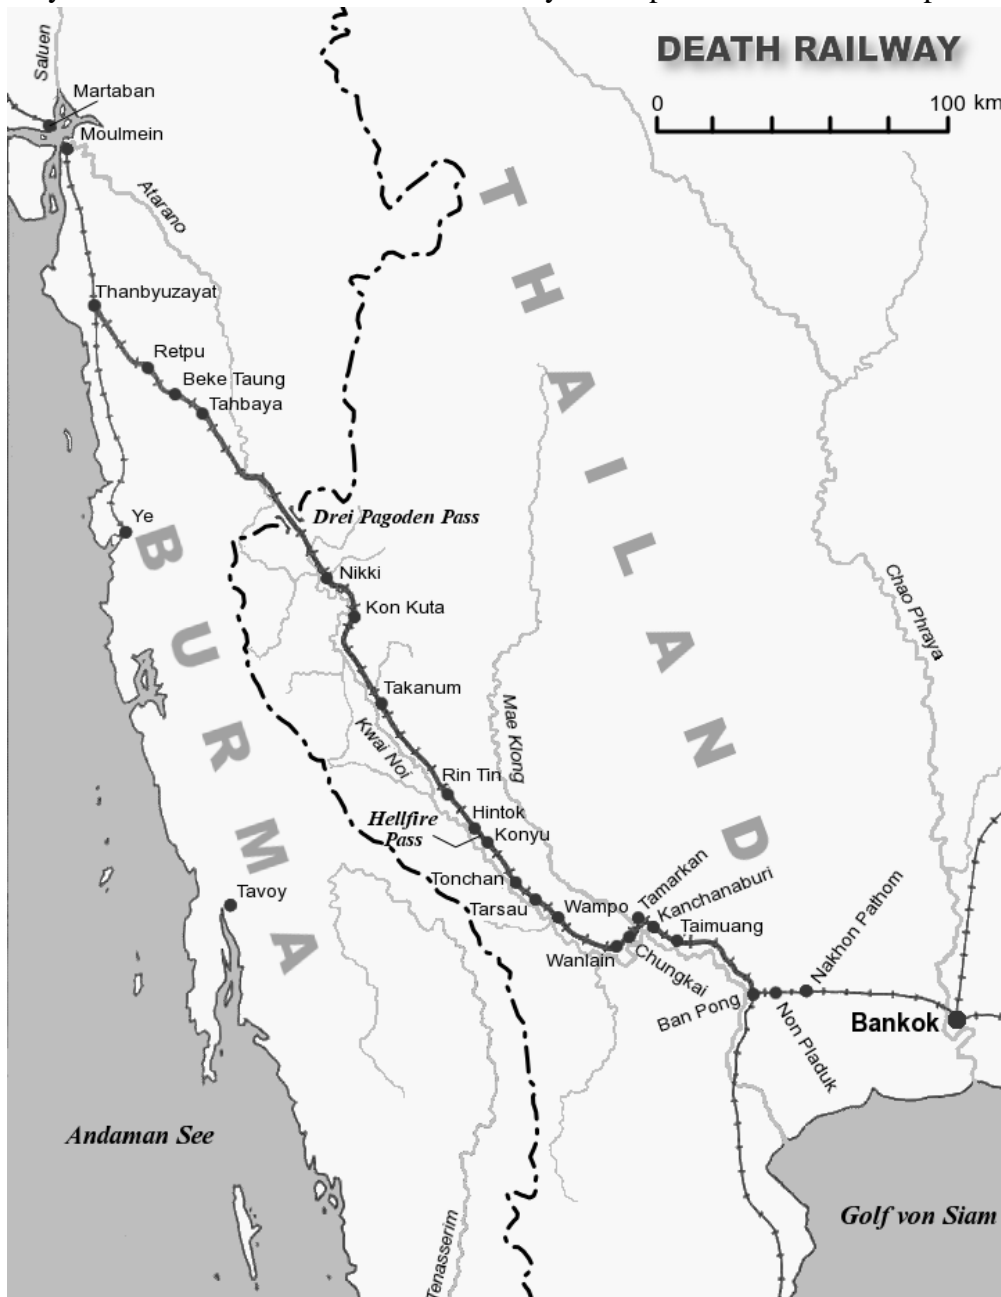 DEATH RAILWAY
0
100 km
Saluen
Martaban
Moulmein
Atarano
THAILAND
Thanbyuzayat
Retpu
Beke Taung
Tahbaya
Drei Pagoden Pass
Ye
BURMA
Nikki
Kon Kuta
Chao Phraya
Takanum
Kwai Noi
Mae Klong
Rin Tin
Hintok
Hellfire
Pass
Konyu
Tonchan
Tarsau
Wampo
Tamarkan
Kanchanaburi
Taimuang
Nakhon Pathom
Tavoy
Wanlain
Chungkai
Ban Pong
Non Pladuk
Bankok
Andaman See
Golf von Siam
Tenasserim